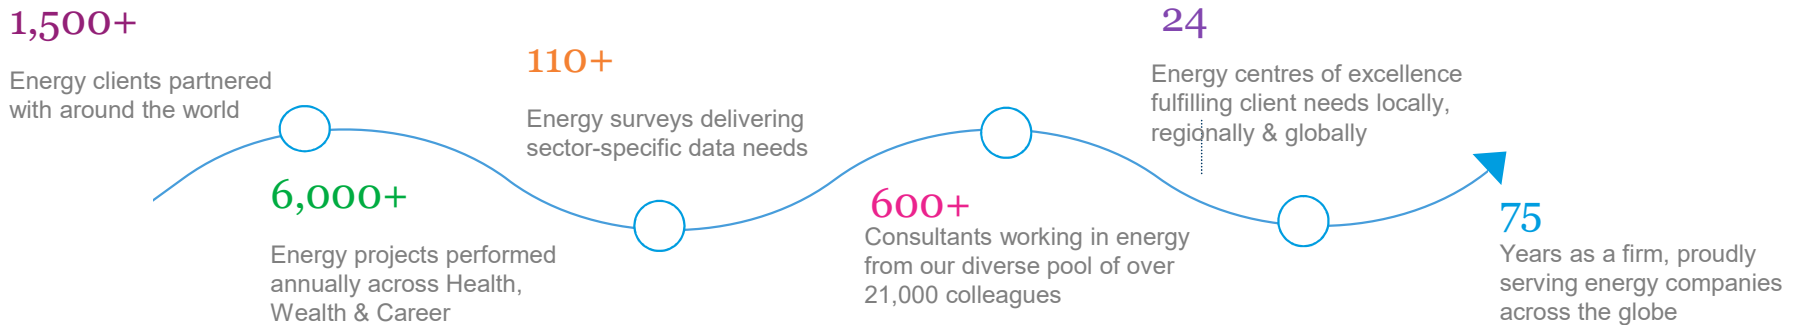 1,500+
Energy clients partnered
with around the world
6,000+
Energy projects performed
annually across Health,
Wealth & Career
110+
Energy surveys delivering
sector-specific data needs
600+
Consultants working in energy
from our diverse pool of over
21,000 colleagues
24
Energy centres of excellence
fulfilling client needs locally,
regionally & globally
75
Years as a firm, proudly
serving energy companies
across the globe